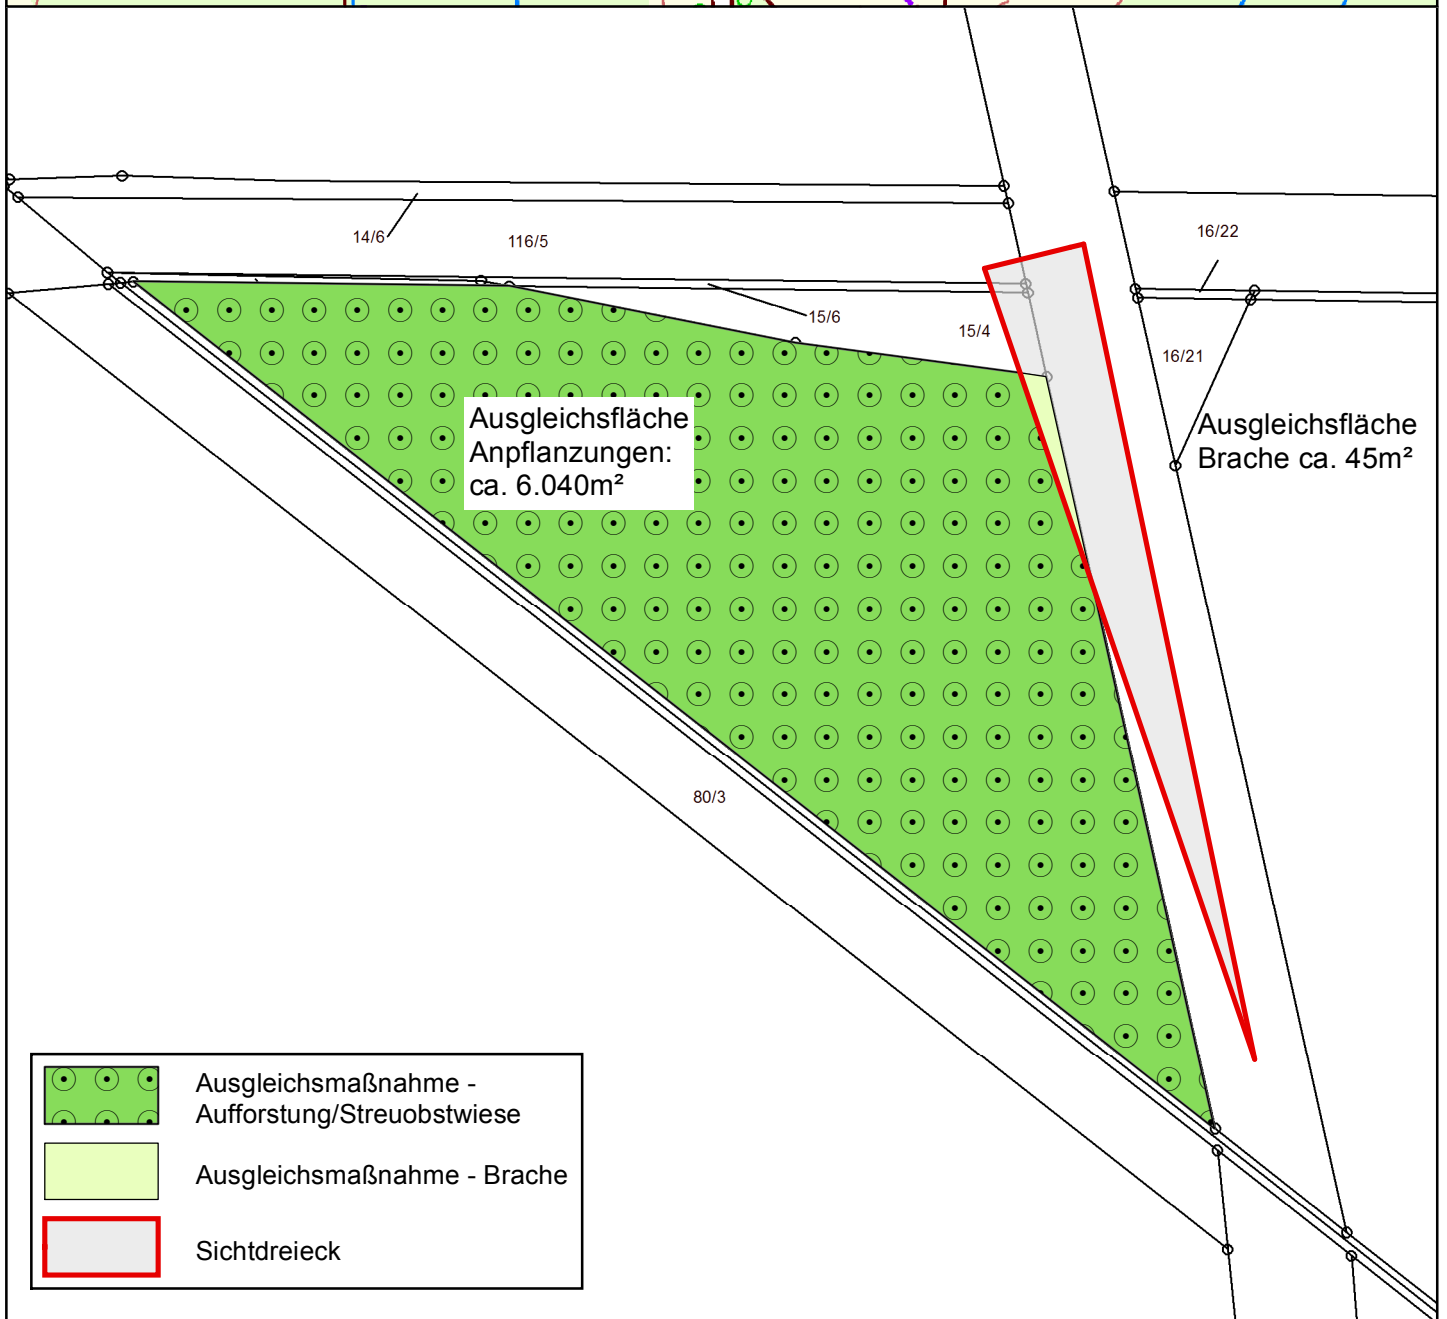 14/6
116/5
16/22
15/6
15/4
16/21
Ausgleichsfläche
Anpflanzungen:
ca. 6.040m²
Ausgleichsfläche
Brache ca. 45m²
80/3
Ausgleichsmaßnahme -
Aufforstung/Streuobstwiese
Ausgleichsmaßnahme - Brache
Sichtdreieck